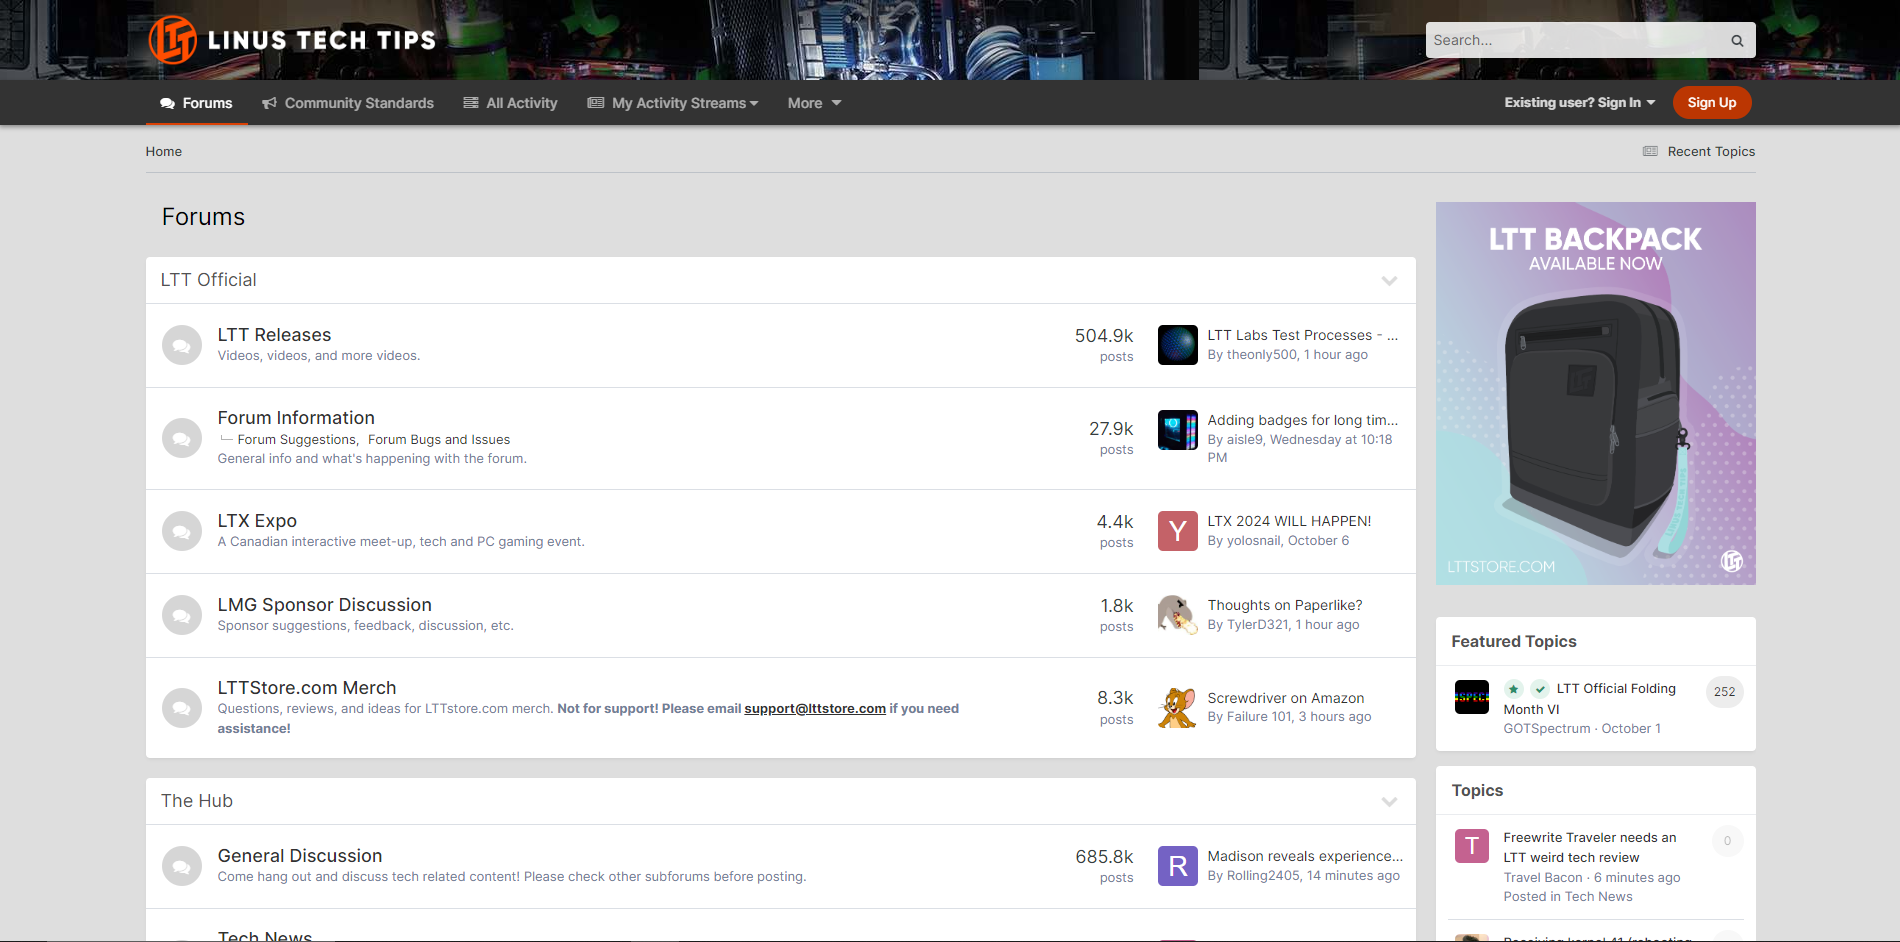 LINUS TECH TIPS
Search...
Forums
Community Standards
All Activity
My Activity Streams
More
Existing user? Sign In
Sign Up
Home
Recent Topics
Forums
LTT Official
LTT Releases
Videos, videos, and more videos.
504.9k
posts
LTT Labs Test Processes - ...
By theonly500, 1 hour ago
Forum Information
Forum Suggestions, Forum Bugs and Issues
General info and what's happening with the forum.
27.9k
posts
Adding badges for long tim...
By aisle9, Wednesday at 10:18
PM
LTX Expo
A Canadian interactive meet-up, tech and PC gaming event.
4.4k
posts
Y
LTX 2024 WILL HAPPEN!
By yolosnail, October 6
LMG Sponsor Discussion
Sponsor suggestions, feedback, discussion, etc.
1.8k
posts
Thoughts on Paperlike?
By TylerD321, 1 hour ago
LTTStore.com Merch
Questions, reviews, and ideas for LTTstore.com merch. Not for support! Please email support@lttstore.com if you need
assistance!
8.3k
posts
Screwdriver on Amazon
By Failure 101, 3 hours ago
The Hub
General Discussion
Come hang out and discuss tech related content! Please check other subforums before posting.
685.8k
posts
R
Madison reveals experience...
By Rolling2405, 14 minutes ago
Tech News
LTT BACKPACK
AVAILABLE NOW
LTTSTORE.COM
Featured Topics
LTT Official Folding
Month VI
GOTSpectrum · October 1
252
Topics
T
Freewrite Traveler needs an
LTT weird tech review
Travel Bacon · 6 minutes ago
Posted in Tech News
0